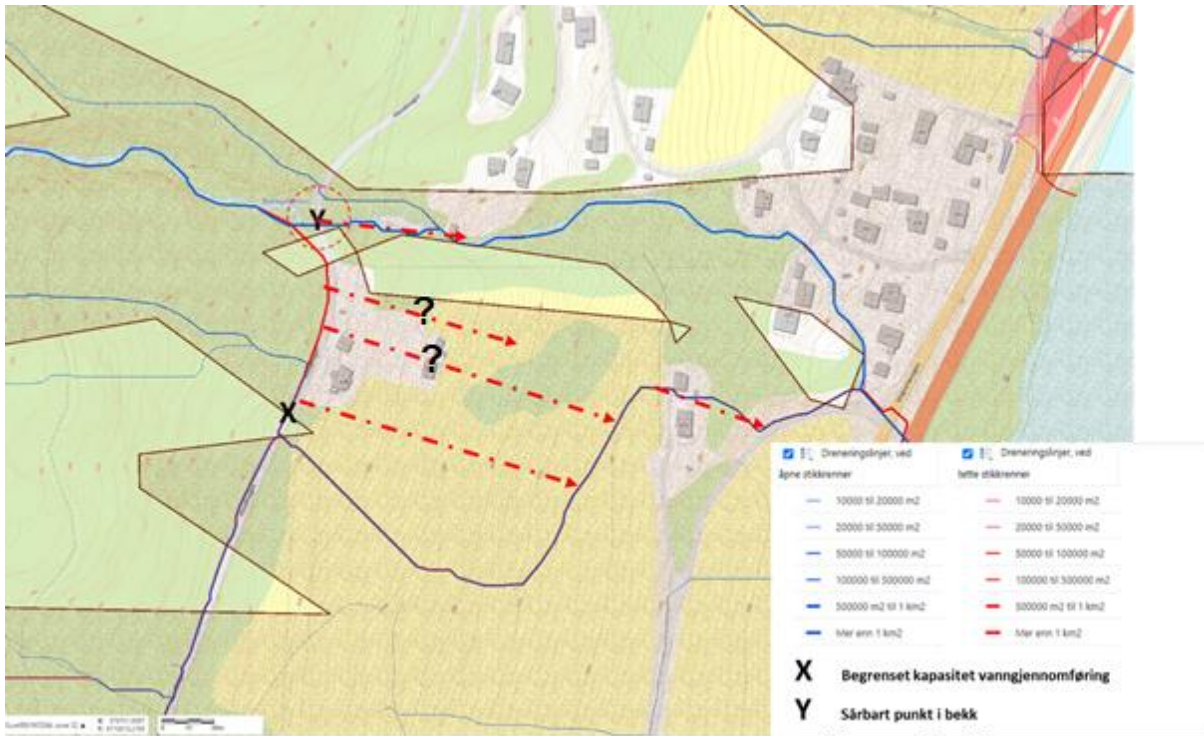 Y
?
?
X
Dreneringslinjer, ved
åpne stikkrenner
10000 til 20000 m2
20000 til 50000 m2
50000 til 100000 m2
100000 til 500000 m2
500000 m2 til 1 km2
Mer enn 1 km2
Dreneringslinjer, ved
tette stikkrenner
10000 til 20000 m2
20000 til 50000 m2
50000 til 100000 m2
100000 til 500000 m2
500000 m2 til 1 km2
Mer enn 1 km2
X Begrenset kapasitet vanngjennomføring
Y Sårbart punkt i bekk